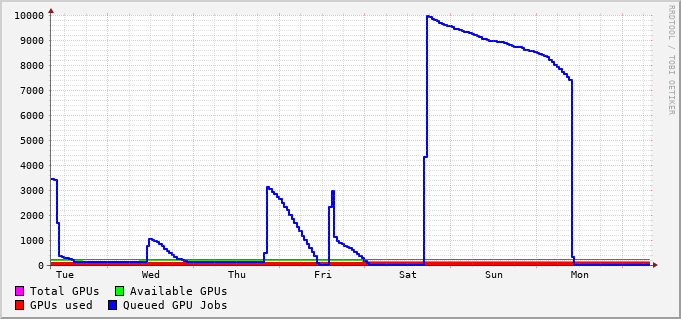 10000
9000
8000
7000
6000
5000
4000
3000
2000
1000
0
Tue Wed Thu Fri Sat Sun Mon
Total GPUs Available GPUs
GPUs used Queued GPU Jobs
RRDTOOL / TOBI OETIKER